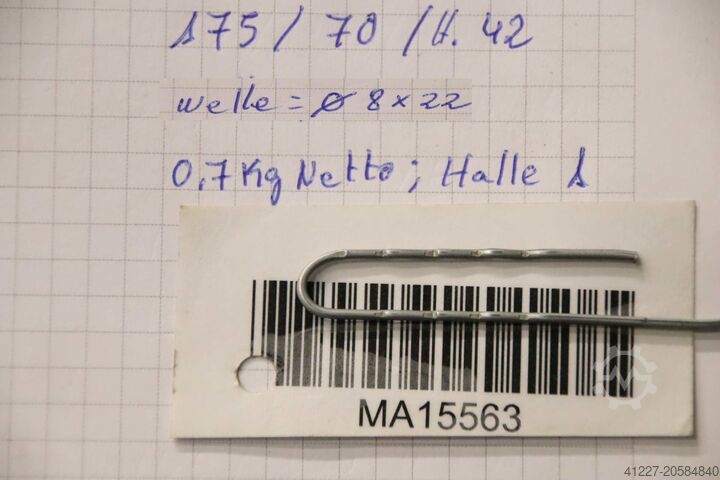 175 / 70 / H. 42
Welle = ø 8 x 22
0,7 Kg Netto ; Halle 1
MA15563
41227-20584840